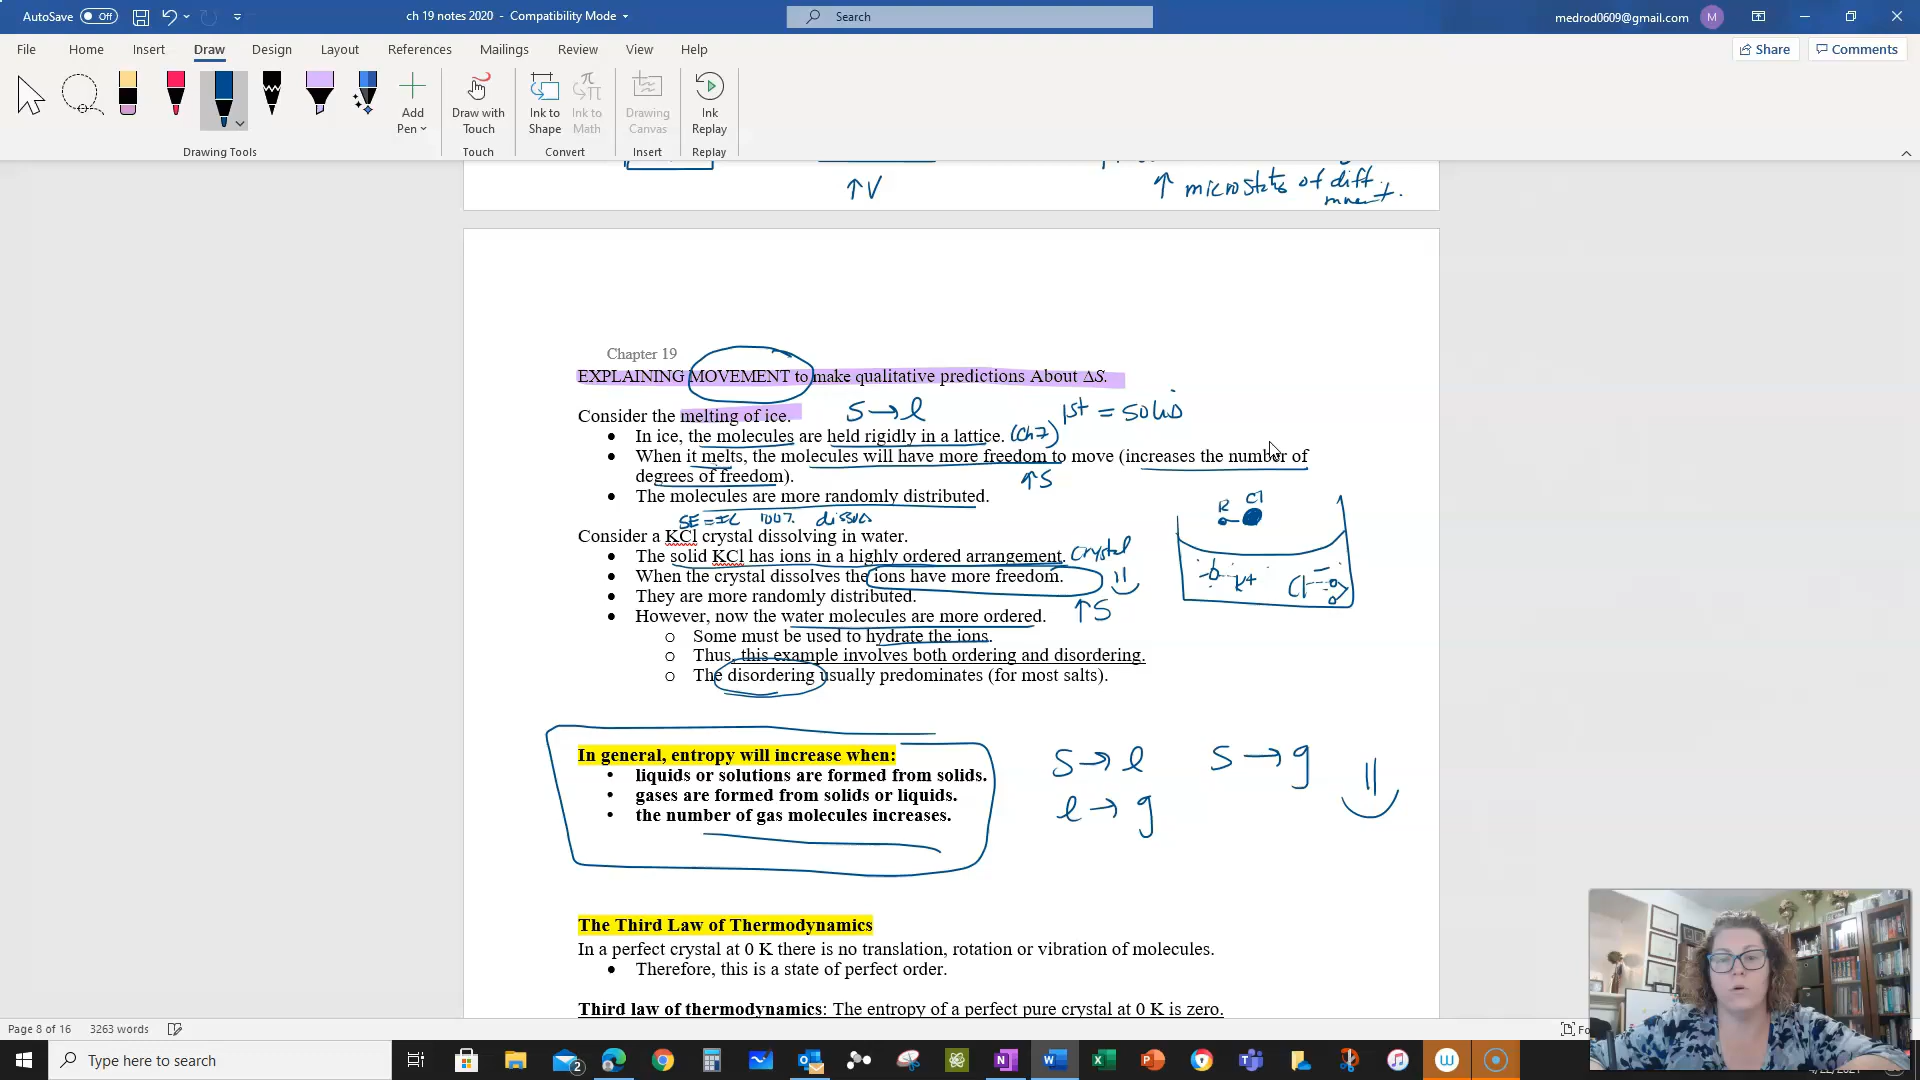 AutoSave Off ch 19 notes 2020 - Compatibility Mode Search medrod0609@gmail.com M
File Home Insert Draw Design Layout References Mailings Review View Help Share Comments
Add Pen
Draw with Touch
Ink to Shape
Ink to Math
Drawing Canvas
Ink Replay
Drawing Tools Touch Convert Insert Replay
↑V
↑ microstates of diff
Chapter 19
EXPLAINING MOVEMENT to make qualitative predictions About ΔS.
Consider the melting of ice. S → l 1st = solid
• In ice, the molecules are held rigidly in a lattice. (Ch 7)
• When it melts, the molecules will have more freedom to move (increases the number of
degrees of freedom). ↑S
• The molecules are more randomly distributed.
SE = IC 100% dissoc
K Cl
Consider a KCl crystal dissolving in water.
• The solid KCl has ions in a highly ordered arrangement. crystal
• When the crystal dissolves the ions have more freedom.
K+ Cl-
• They are more randomly distributed.
• However, now the water molecules are more ordered. ↑S
o Some must be used to hydrate the ions.
o Thus, this example involves both ordering and disordering.
o The disordering usually predominates (for most salts).
In general, entropy will increase when: S → l S → g
• liquids or solutions are formed from solids.
• gases are formed from solids or liquids. l → g
• the number of gas molecules increases.
The Third Law of Thermodynamics
In a perfect crystal at 0 K there is no translation, rotation or vibration of molecules.
• Therefore, this is a state of perfect order.
Third law of thermodynamics: The entropy of a perfect pure crystal at 0 K is zero.
Page 8 of 16 3263 words
Type here to search